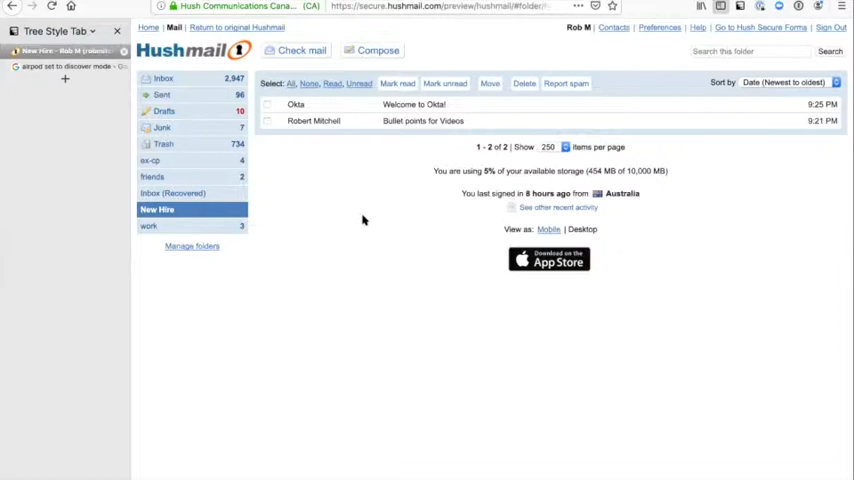 Hush Communications Cana... (CA) https://secure.hushmail.com/preview/hushmail/#folder/
Tree Style Tab
Home | Mail | Return to original Hushmail
Rob M | Contacts | Preferences | Help | Go to Hush Secure Forms | Sign Out
New Hire - Rob M
airpod set to discover mode - Go
Hushmail Check mail Compose
Search this folder Search
Inbox 2,947
Sent 96
Drafts 10
Junk 7
Trash 734
ex-cp 4
friends 2
Inbox (Recovered)
New Hire
work 3
Manage folders
Select: All, None, Read, Unread Mark read Mark unread Move Delete Report spam Sort by Date (Newest to oldest)
Okta Welcome to Okta! 9:25 PM
Robert Mitchell Bullet points for Videos 9:21 PM
1 - 2 of 2 | Show 250 items per page
You are using 5% of your available storage (454 MB of 10,000 MB)
You last signed in 8 hours ago from Australia
See other recent activity
View as: Mobile | Desktop
Download on the
App Store